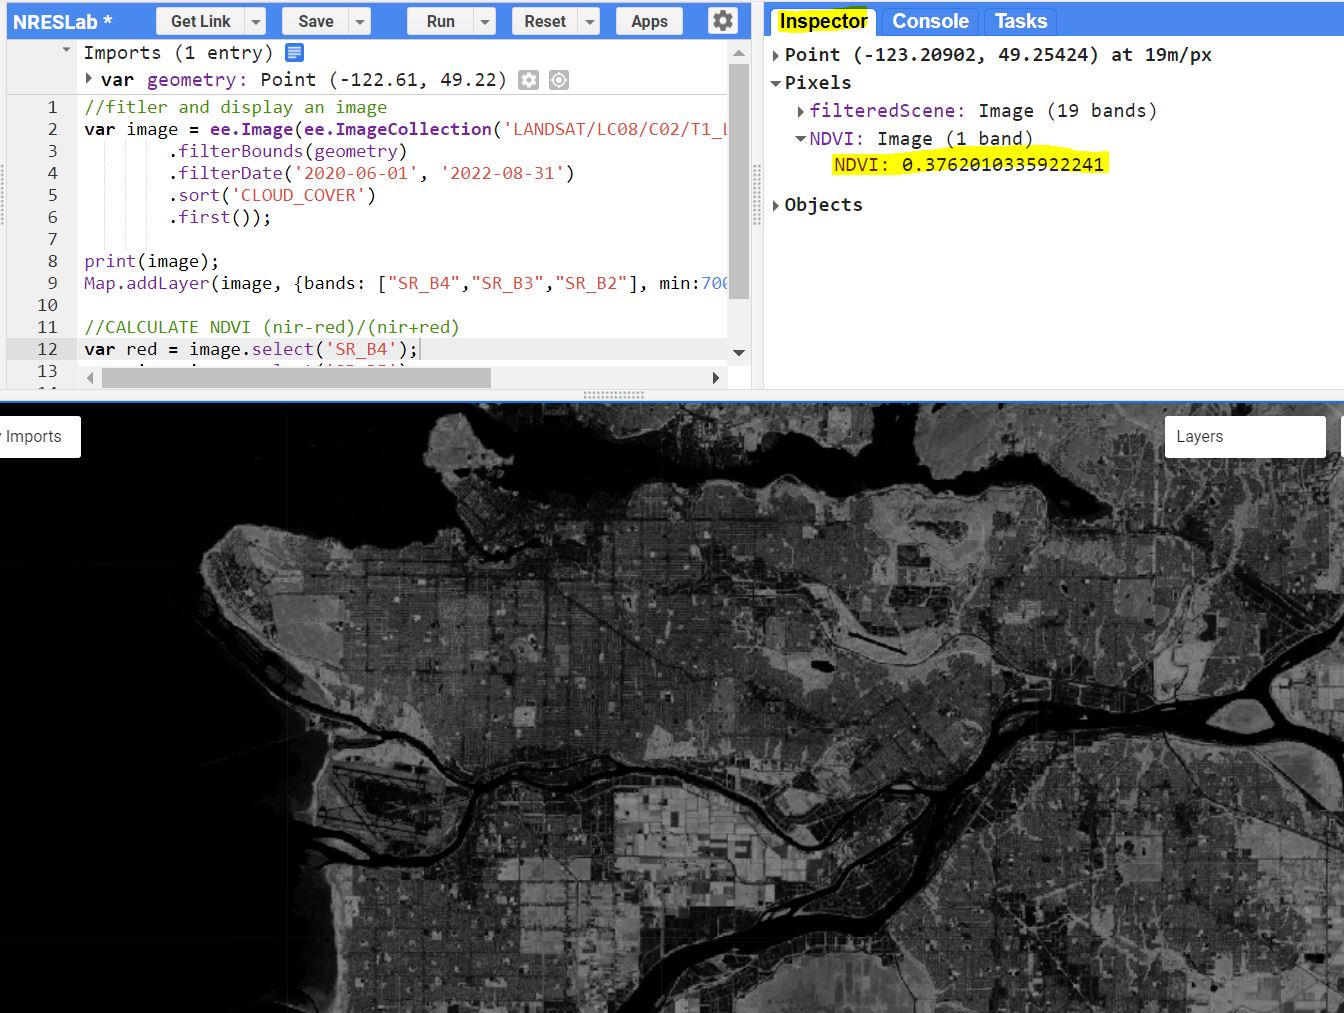 NRESLab *
Get Link
Save
Run
Reset
Apps
Imports (1 entry)
var geometry: Point (-122.61, 49.22)
1 //fitler and display an image
2 var image = ee.Image(ee.ImageCollection('LANDSAT/LC08/C02/T1_L
3 .filterBounds(geometry)
4 .filterDate('2020-06-01', '2022-08-31')
5 .sort('CLOUD_COVER')
6 .first());
7
8 print(image);
9 Map.addLayer(image, {bands: ["SR_B4","SR_B3","SR_B2"], min:700
10
11 //CALCULATE NDVI (nir-red)/(nir+red)
12 var red = image.select('SR_B4');
13
Inspector
Console
Tasks
Point (-123.20902, 49.25424) at 19m/px
Pixels
filteredScene: Image (19 bands)
NDVI: Image (1 band)
NDVI: 0.3762010335922241
Objects
Imports
Layers